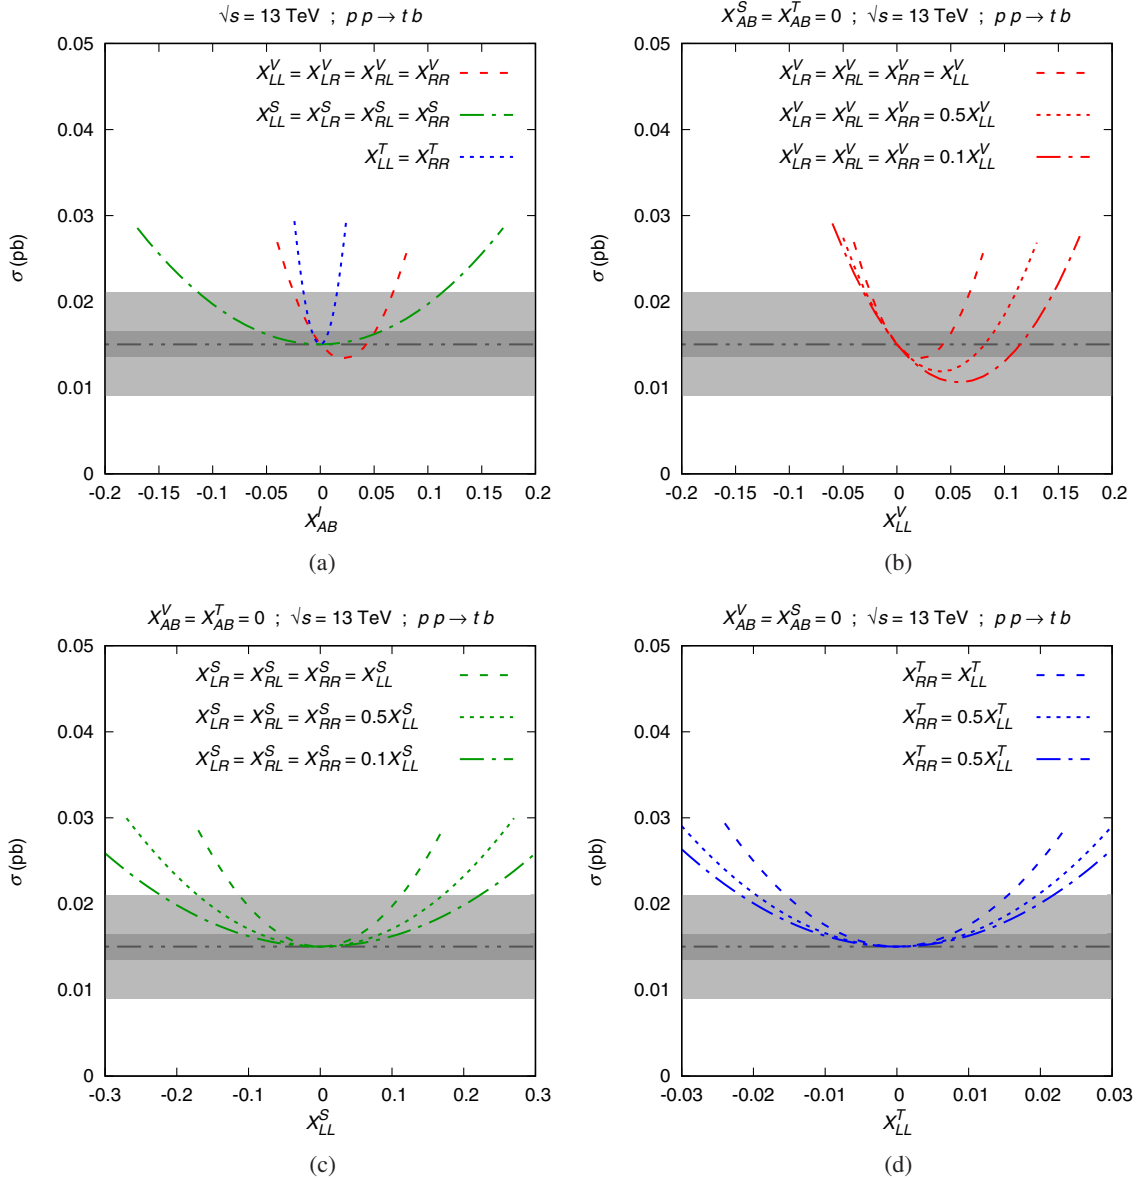 √s = 13 TeV ; p p → t b
0.05
0.04
0.03
0.02
0.01
0
σ (pb)
X^V_LL = X^V_LR = X^V_RL = X^V_RR
X^S_LL = X^S_LR = X^S_RL = X^S_RR
X^T_LL = X^T_RR
-0.2 -0.15 -0.1 -0.05 0 0.05 0.1 0.15 0.2
X^I_AB
(a)
X^S_AB = X^T_AB = 0 ; √s = 13 TeV ; p p → t b
0.05
0.04
0.03
0.02
0.01
0
σ (pb)
X^V_LR = X^V_RL = X^V_RR = X^V_LL
X^V_LR = X^V_RL = X^V_RR = 0.5X^V_LL
X^V_LR = X^V_RL = X^V_RR = 0.1X^V_LL
-0.2 -0.15 -0.1 -0.05 0 0.05 0.1 0.15 0.2
X^V_LL
(b)
X^V_AB = X^T_AB = 0 ; √s = 13 TeV ; p p → t b
0.05
0.04
0.03
0.02
0.01
0
σ (pb)
X^S_LR = X^S_RL = X^S_RR = X^S_LL
X^S_LR = X^S_RL = X^S_RR = 0.5X^S_LL
X^S_LR = X^S_RL = X^S_RR = 0.1X^S_LL
-0.3 -0.2 -0.1 0 0.1 0.2 0.3
X^S_LL
(c)
X^V_AB = X^S_AB = 0 ; √s = 13 TeV ; p p → t b
0.05
0.04
0.03
0.02
0.01
0
σ (pb)
X^T_RR = X^T_LL
X^T_RR = 0.5X^T_LL
X^T_RR = 0.5X^T_LL
-0.03 -0.02 -0.01 0 0.01 0.02 0.03
X^T_LL
(d)